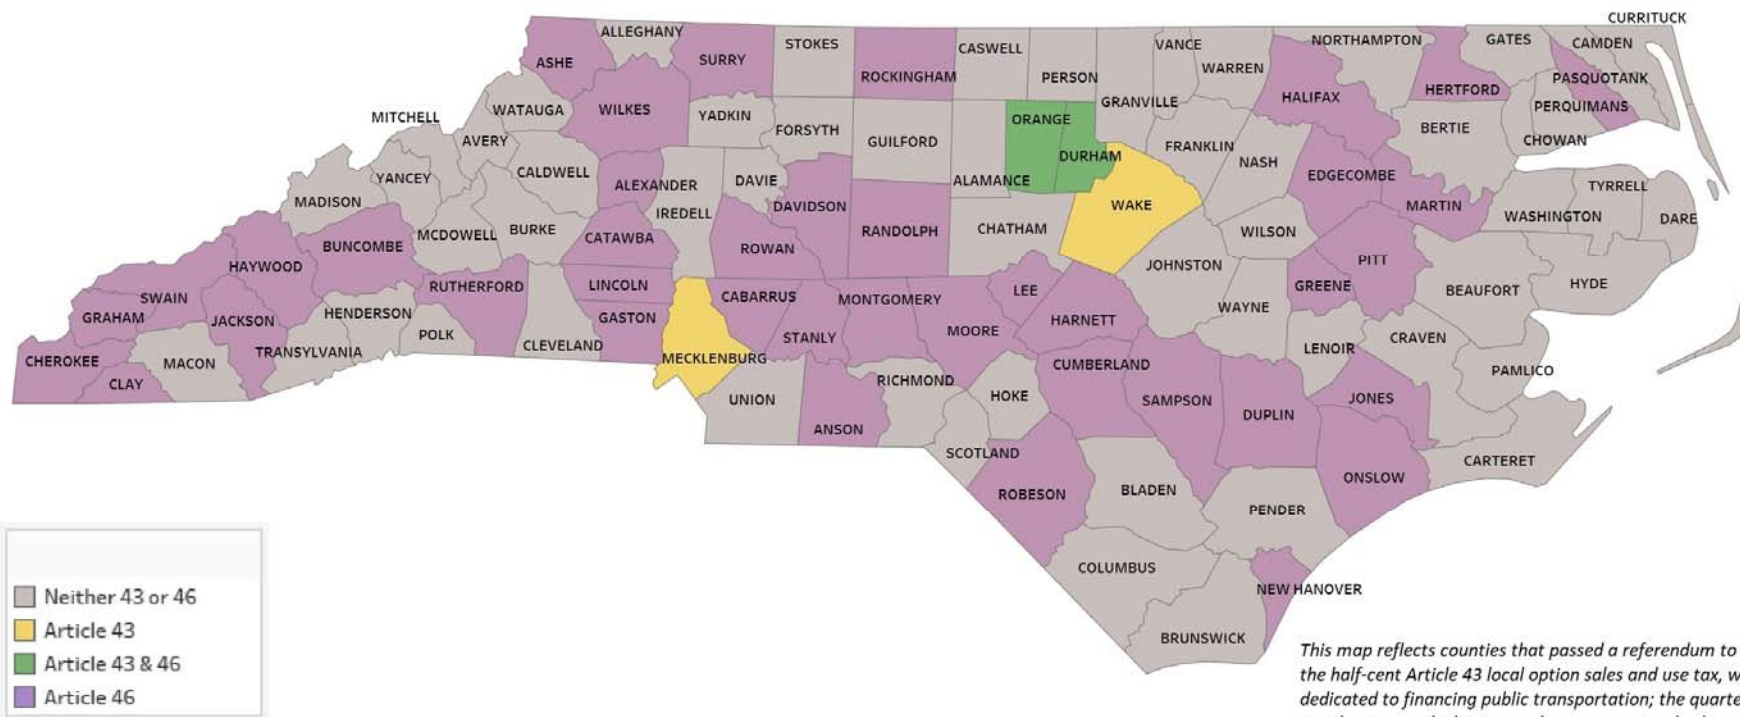 CURRITUCK
ALLEGHANY
STOKES
CASWELL
VANCE
NORTHAMPTON
GATES
CAMDEN
ASHE
SURRY
ROCKINGHAM
PERSON
WARREN
HERTFORD
PASQUOTANK
WATAUGA
WILKES
YADKIN
FORSYTH
GUILFORD
ORANGE
GRANVILLE
HALIFAX
PERQUIMANS
MITCHELL
AVERY
DURHAM
FRANKLIN
NASH
BERTIE
CHOWAN
YANCEY
CALDWELL
ALEXANDER
DAVIE
ALAMANCE
EDGECOMBE
TYRRELL
MADISON
IREDELL
DAVIDSON
WAKE
MARTIN
WASHINGTON
DARE
BUNCOMBE
MCDOWELL
BURKE
CATAWBA
ROWAN
RANDOLPH
CHATHAM
WILSON
HAYWOOD
JOHNSTON
PITT
SWAIN
RUTHERFORD
LINCOLN
CABARRUS
MONTGOMERY
LEE
GREENE
BEAUFORT
HYDE
GRAHAM
JACKSON
HENDERSON
GASTON
WAYNE
HARNETT
MOORE
STANLY
POLK
CLEVELAND
LENOIR
CRAVEN
CHEROKEE
MACON
TRANSYLVANIA
MECKLENBURG
CUMBERLAND
PAMLICO
CLAY
UNION
RICHMOND
HOKE
SAMPSON
DUPLIN
JONES
ANSON
SCOTLAND
CARTERET
ROBESON
BLADEN
ONSLOW
PENDER
COLUMBUS
NEW HANOVER
BRUNSWICK
Neither 43 or 46
Article 43
Article 43 & 46
Article 46
This map reflects counties that passed a referendum to
the half-cent Article 43 local option sales and use tax, w
dedicated to financing public transportation; the quarte